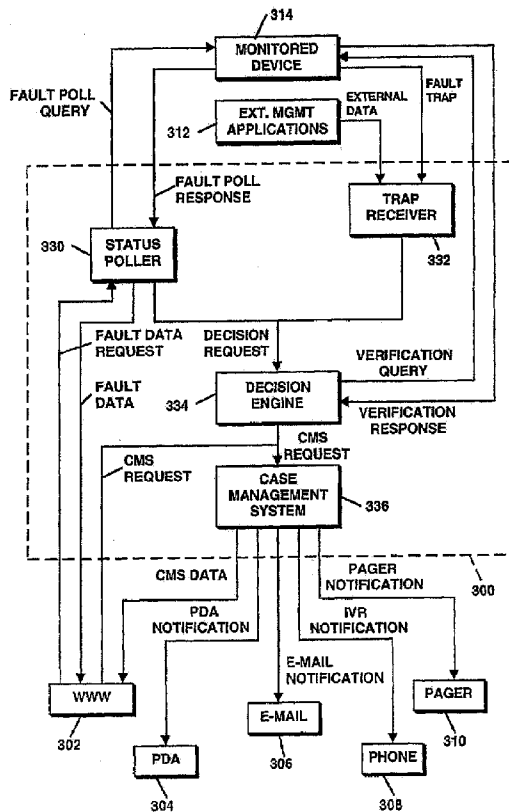 314
MONITORED
DEVICE
FAULT POLL
QUERY
FAULT
TRAP
EXTERNAL
DATA
312
EXT. MGMT
APPLICATIONS
FAULT POLL
RESPONSE
TRAP
RECEIVER
330
STATUS
POLLER
332
FAULT DATA
REQUEST
DECISION
REQUEST
VERIFICATION
QUERY
FAULT
DATA
334
DECISION
ENGINE
VERIFICATION
RESPONSE
CMS
REQUEST
CMS
REQUEST
CASE
MANAGEMENT
SYSTEM
336
CMS DATA
PAGER
NOTIFICATION
300
PDA
NOTIFICATION
IVR
NOTIFICATION
E-MAIL
NOTIFICATION
WWW
302
E-MAIL
306
PAGER
310
PDA
304
PHONE
308